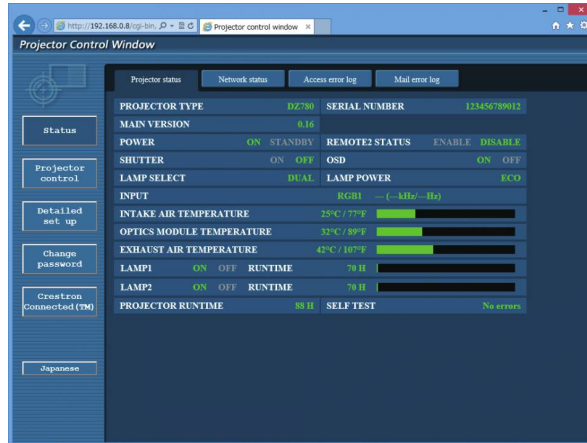 http://192.168.0.8/cgi-bin,
Projector control window
Projector Control Window
Projector status Network status Access error log Mail error log
Status
Projector control
Detailed set up
Change password
Crestron Connected(TM)
Japanese
PROJECTOR TYPE DZ780 SERIAL NUMBER 123456789012
MAIN VERSION 0.16
POWER ON STANDBY REMOTE2 STATUS ENABLE DISABLE
SHUTTER ON OFF OSD ON OFF
LAMP SELECT DUAL LAMP POWER ECO
INPUT RGB1 --- (---kHz/---Hz)
INTAKE AIR TEMPERATURE 25°C / 77°F
OPTICS MODULE TEMPERATURE 32°C / 89°F
EXHAUST AIR TEMPERATURE 42°C / 107°F
LAMP1 ON OFF RUNTIME 70 H
LAMP2 ON OFF RUNTIME 70 H
PROJECTOR RUNTIME 88 H SELF TEST No errors